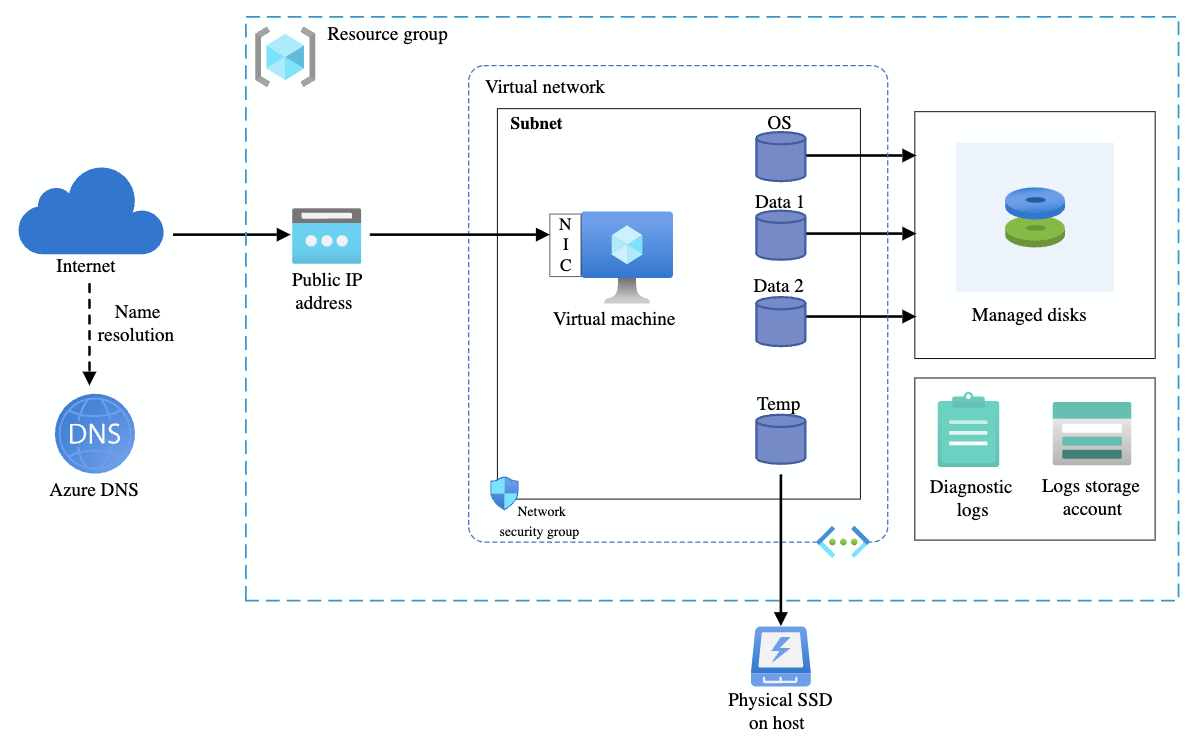 Resource group
Virtual network
Subnet
OS
Data 1
Data 2
Temp
N
I
C
Virtual machine
Public IP
address
Internet
Name
resolution
DNS
Azure DNS
Managed disks
Diagnostic
logs
Logs storage
account
Network
security group
Physical SSD
on host